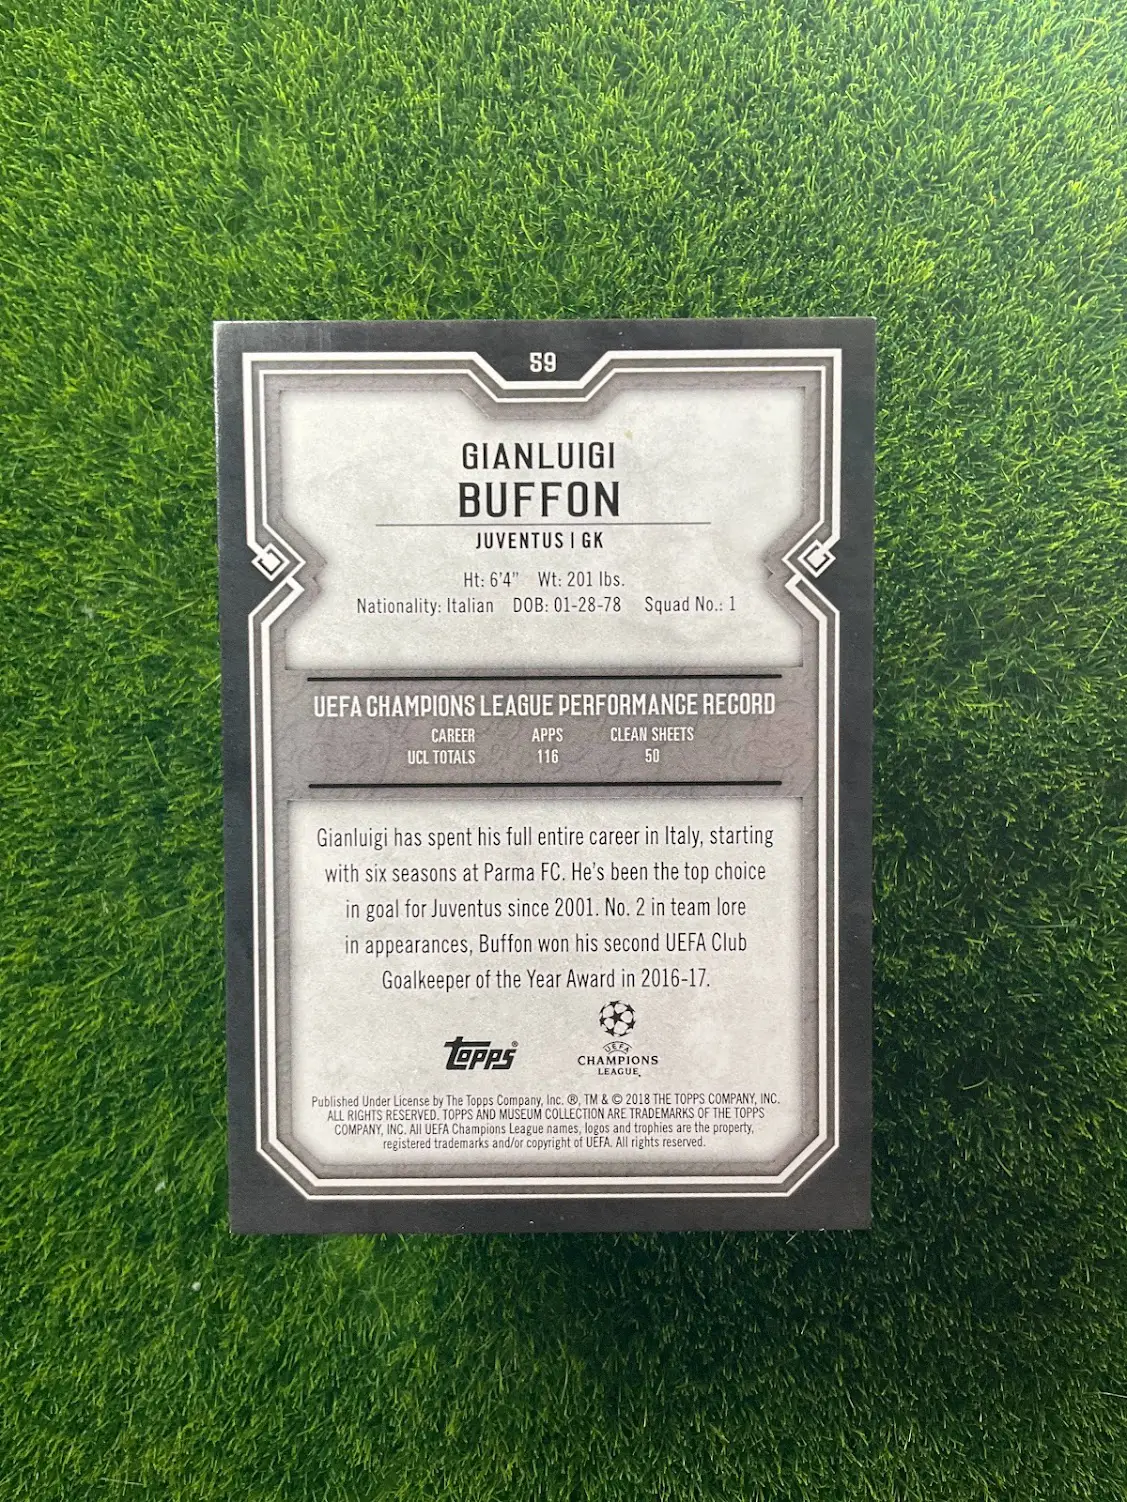 59
GIANLUIGI
BUFFON
JUVENTUS | GK
Ht: 6'4" Wt: 201 lbs.
Nationality: Italian DOB: 01-28-78 Squad No.: 1
UEFA CHAMPIONS LEAGUE PERFORMANCE RECORD
CAREER APPS CLEAN SHEETS
UCL TOTALS 116 50
Gianluigi has spent his full entire career in Italy, starting
with six seasons at Parma FC. He's been the top choice
in goal for Juventus since 2001. No. 2 in team lore
in appearances, Buffon won his second UEFA Club
Goalkeeper of the Year Award in 2016-17.
Topps®
UEFA
CHAMPIONS
LEAGUE.
Published Under License by The Topps Company, Inc. ®, TM & © 2018 THE TOPPS COMPANY, INC.
ALL RIGHTS RESERVED. TOPPS AND MUSEUM COLLECTION ARE TRADEMARKS OF THE TOPPS
COMPANY, INC. All UEFA Champions League names, logos and trophies are the property,
registered trademarks and/or copyright of UEFA. All rights reserved.